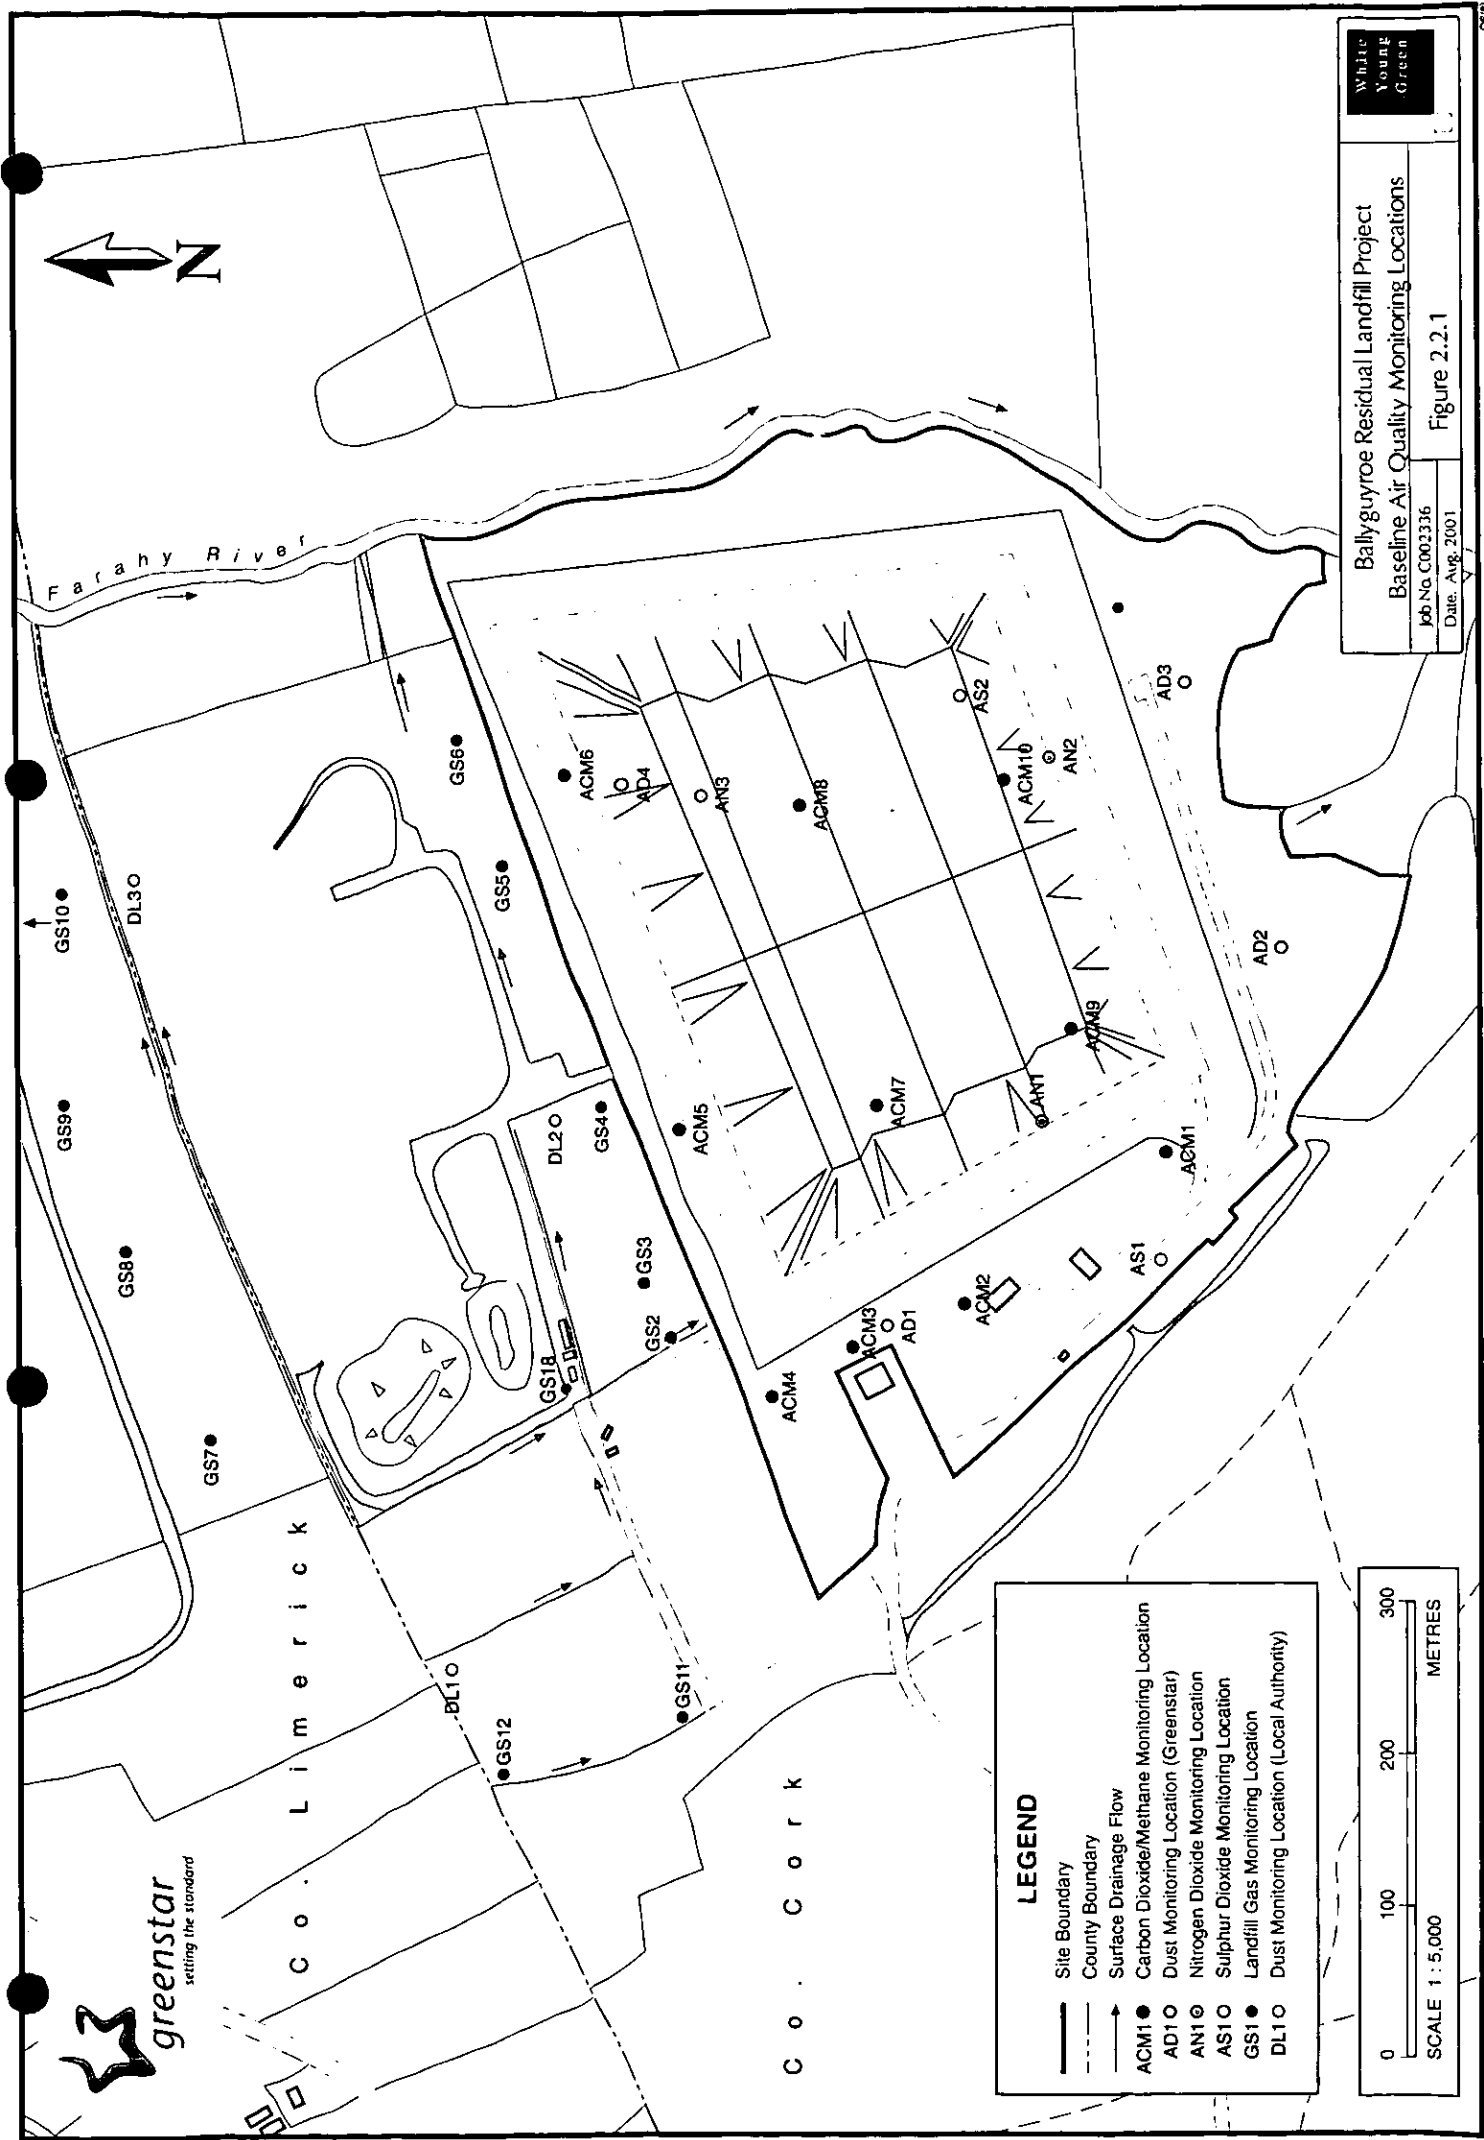 greenstar
setting the standard
Co. Limerick
Co. Cork
Farahy River
N
GS7
GS8
GS9
GS10
DL3
DL1
GS12
GS11
GS18
GS2
GS3
DL2
GS4
GS5
GS6
ACM4
ACM3
AD1
ACM2
AS1
ACM1
ACM5
ACM7
AN1
ACM9
ACM6
AD4
AN3
ACM8
AS2
ACM10
AN2
AD2
AD3
LEGEND
Site Boundary
County Boundary
Surface Drainage Flow
ACM1 Carbon Dioxide/Methane Monitoring Location
AD1 Dust Monitoring Location (Greenstar)
AN1 Nitrogen Dioxide Monitoring Location
AS1 Sulphur Dioxide Monitoring Location
GS1 Landfill Gas Monitoring Location
DL1 Dust Monitoring Location (Local Authority)
0 100 200 300
SCALE 1 : 5,000 METRES
Ballyguyroe Residual Landfill Project
Baseline Air Quality Monitoring Locations
Job No. C002336
Date. Aug. 2001
Figure 2.2.1
White
Young
Green